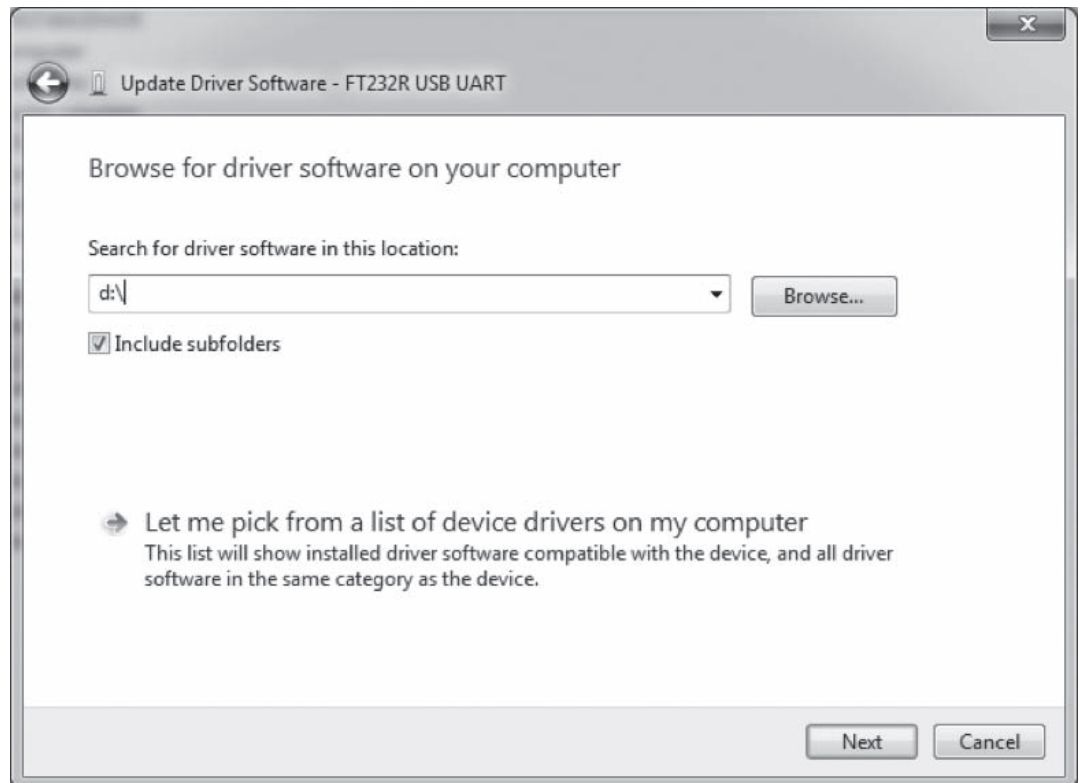 Update Driver Software - FT232R USB UART
Browse for driver software on your computer
Search for driver software in this location:
d:\
Browse...
Include subfolders
Let me pick from a list of device drivers on my computer
This list will show installed driver software compatible with the device, and all driver
software in the same category as the device.
Next
Cancel